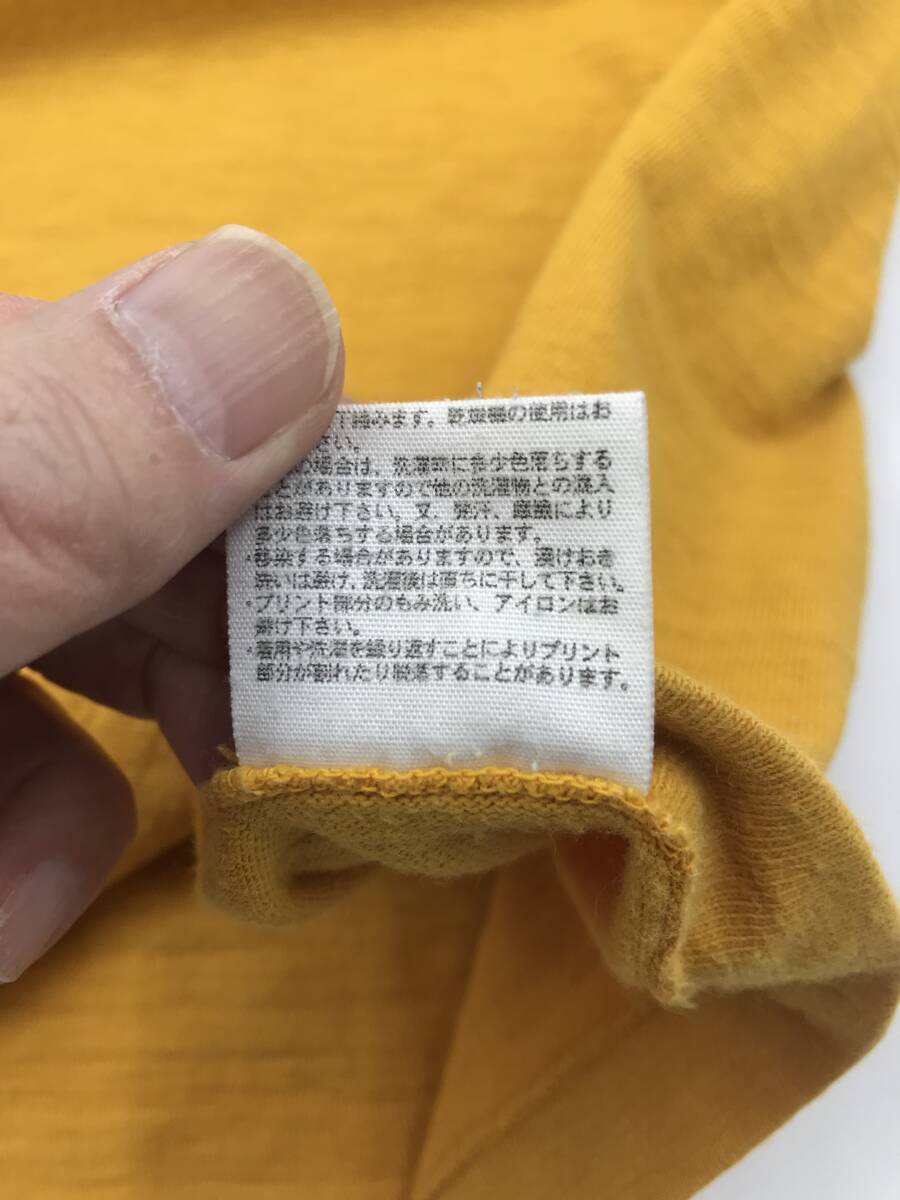 縮みます。乾燥機の使用はお
さい。
の場合は、洗濯時に多少色落ちする
とがありますので他の洗濯物との混入
はお避け下さい。又、発汗、摩擦により
多少色落ちする場合があります。
・移染する場合がありますので、漬けおき
洗いは避け、洗濯後は直ちに干して下さい。
・プリント部分のもみ洗い、アイロンはお
避け下さい。
・着用や洗濯を繰り返すことによりプリント
部分が割れたり脱落することがあります。